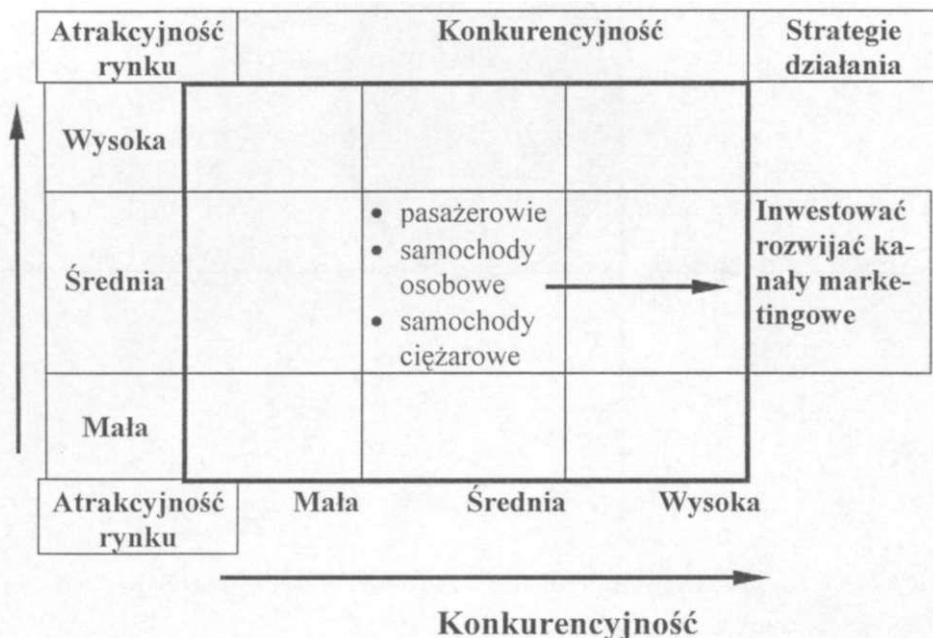 Atrakcyjność
rynku
Konkurencyjność
Strategie
działania
Wysoka
Średnia
• pasażerowie
• samochody
osobowe
• samochody
ciężarowe
Inwestować
rozwijać ka-
nały marke-
tingowe
Mała
Atrakcyjność
rynku
Mała
Średnia
Wysoka
Konkurencyjność